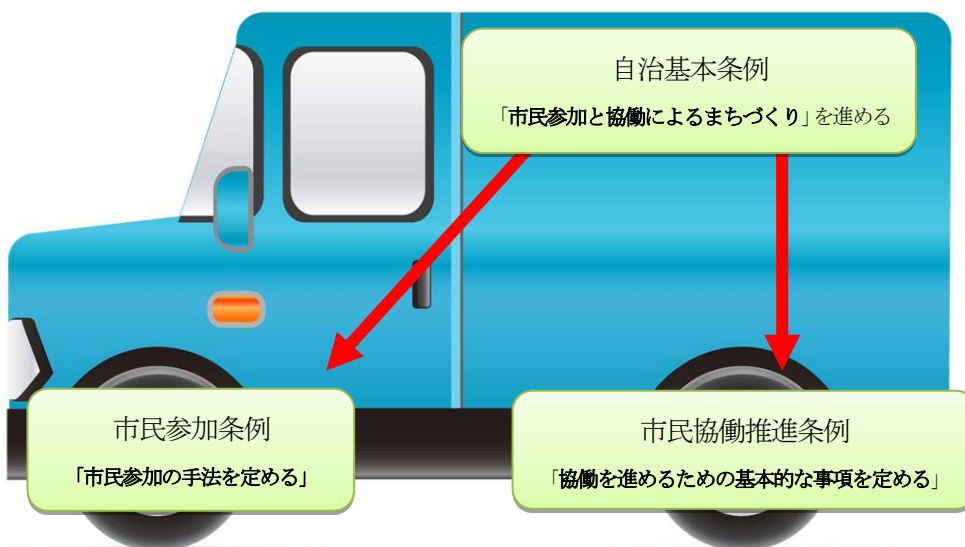 自治基本条例
「市民参加と協働によるまちづくり」を進める
市民参加条例
「市民参加の手法を定める」
市民協働推進条例
「協働を進めるための基本的な事項を定める」